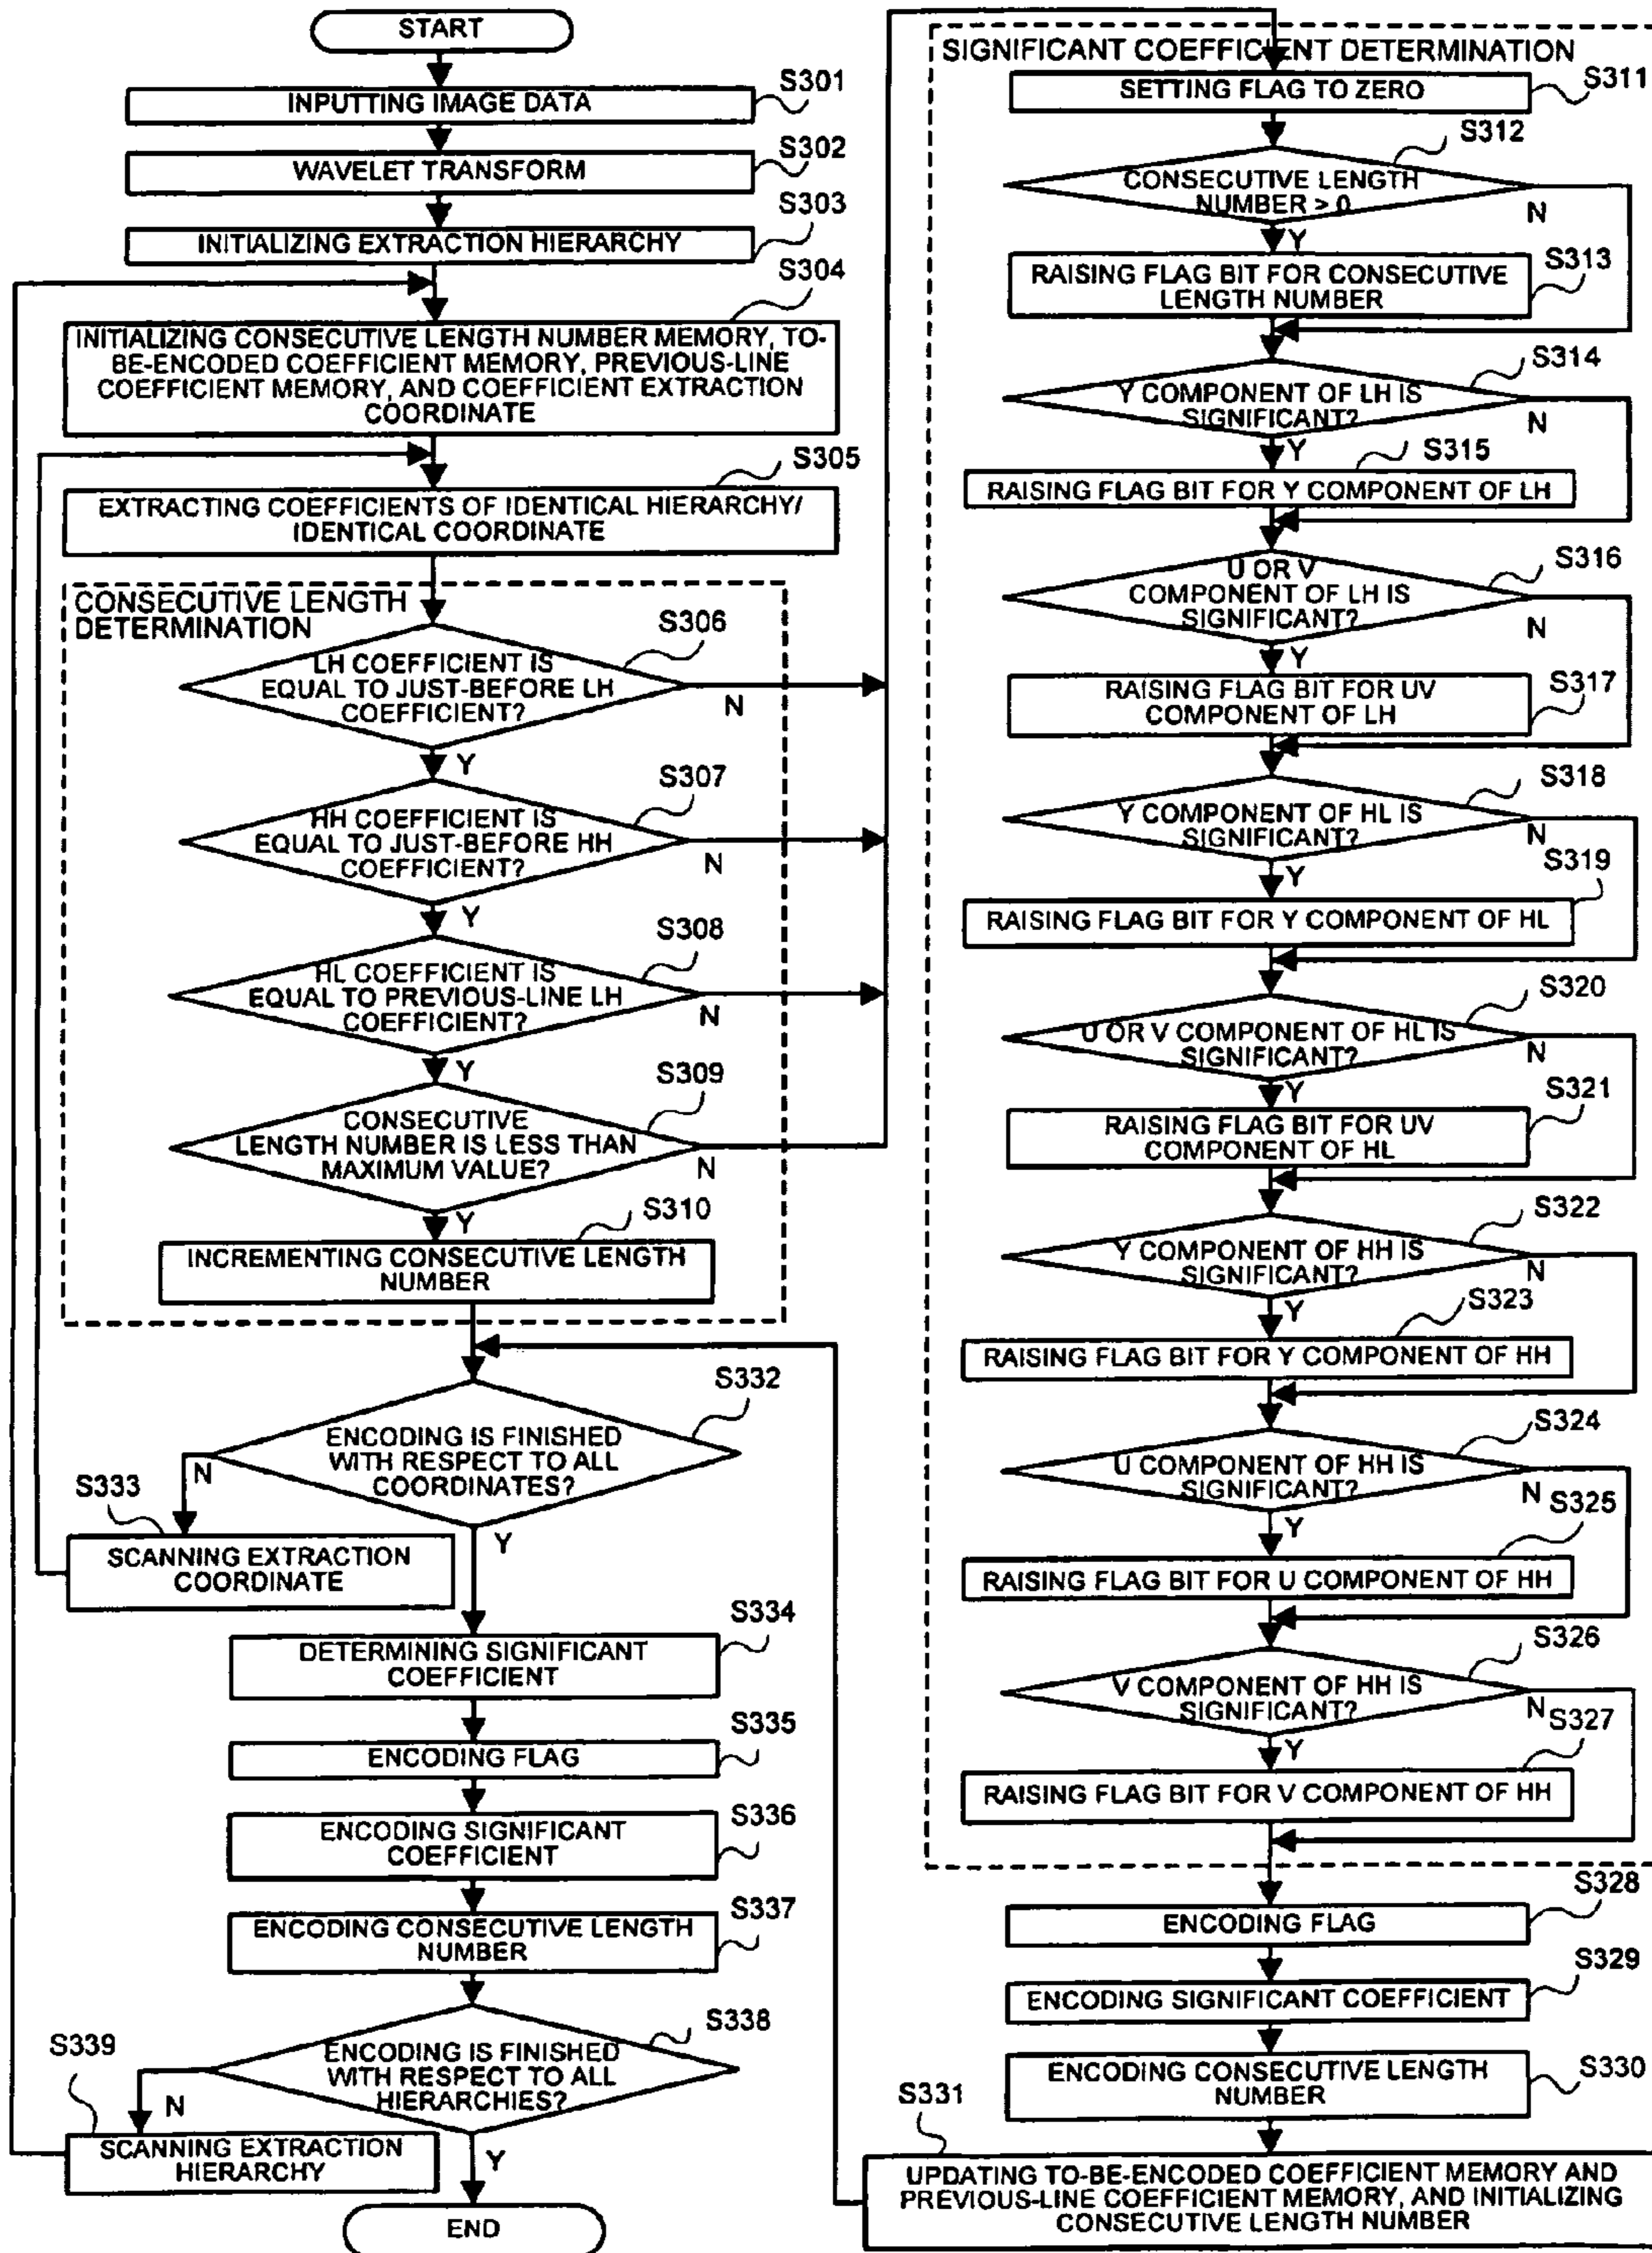 START
S301
INPUTTING IMAGE DATA
S302
WAVELET TRANSFORM
S303
INITIALIZING EXTRACTION HIERARCHY
S304
INITIALIZING CONSECUTIVE LENGTH NUMBER MEMORY, TO-
BE-ENCODED COEFFICIENT MEMORY, PREVIOUS-LINE
COEFFICIENT MEMORY, AND COEFFICIENT EXTRACTION
COORDINATE
S305
EXTRACTING COEFFICIENTS OF IDENTICAL HIERARCHY/
IDENTICAL COORDINATE
CONSECUTIVE LENGTH
DETERMINATION
S306
LH COEFFICIENT IS
EQUAL TO JUST-BEFORE LH
COEFFICIENT?
N
Y
S307
HH COEFFICIENT IS
EQUAL TO JUST-BEFORE HH
COEFFICIENT?
N
Y
S308
HL COEFFICIENT IS
EQUAL TO PREVIOUS-LINE LH
COEFFICIENT?
N
Y
S309
CONSECUTIVE
LENGTH NUMBER IS LESS THAN
MAXIMUM VALUE?
N
Y
S310
INCREMENTING CONSECUTIVE LENGTH
NUMBER
S332
ENCODING IS FINISHED
WITH RESPECT TO ALL
COORDINATES?
N
S333
Y
SCANNING EXTRACTION
COORDINATE
S334
DETERMINING SIGNIFICANT
COEFFICIENT
S335
ENCODING FLAG
S336
ENCODING SIGNIFICANT
COEFFICIENT
S337
ENCODING CONSECUTIVE LENGTH
NUMBER
S338
S339
ENCODING IS FINISHED
WITH RESPECT TO ALL
HIERARCHIES?
N
Y
SCANNING EXTRACTION
HIERARCHY
END
SIGNIFICANT COEFFICIENT DETERMINATION
S311
SETTING FLAG TO ZERO
S312
CONSECUTIVE LENGTH
NUMBER > 0
N
Y
S313
RAISING FLAG BIT FOR CONSECUTIVE
LENGTH NUMBER
S314
Y COMPONENT OF LH IS
SIGNIFICANT?
N
Y
S315
RAISING FLAG BIT FOR Y COMPONENT OF LH
S316
U OR V
COMPONENT OF LH IS
SIGNIFICANT?
N
Y
S317
RAISING FLAG BIT FOR UV
COMPONENT OF LH
S318
Y COMPONENT OF HL IS
SIGNIFICANT?
N
Y
S319
RAISING FLAG BIT FOR Y COMPONENT OF HL
S320
U OR V COMPONENT OF HL IS
SIGNIFICANT?
N
Y
S321
RAISING FLAG BIT FOR UV
COMPONENT OF HL
S322
Y COMPONENT OF HH IS
SIGNIFICANT?
N
Y
S323
RAISING FLAG BIT FOR Y COMPONENT OF HH
S324
U COMPONENT OF HH IS
SIGNIFICANT?
N
Y
S325
RAISING FLAG BIT FOR U COMPONENT OF HH
S326
V COMPONENT OF HH IS
SIGNIFICANT?
N
Y
S327
RAISING FLAG BIT FOR V COMPONENT OF HH
S328
ENCODING FLAG
S329
ENCODING SIGNIFICANT COEFFICIENT
S330
ENCODING CONSECUTIVE LENGTH
NUMBER
S331
UPDATING TO-BE-ENCODED COEFFICIENT MEMORY AND
PREVIOUS-LINE COEFFICIENT MEMORY, AND INITIALIZING
CONSECUTIVE LENGTH NUMBER